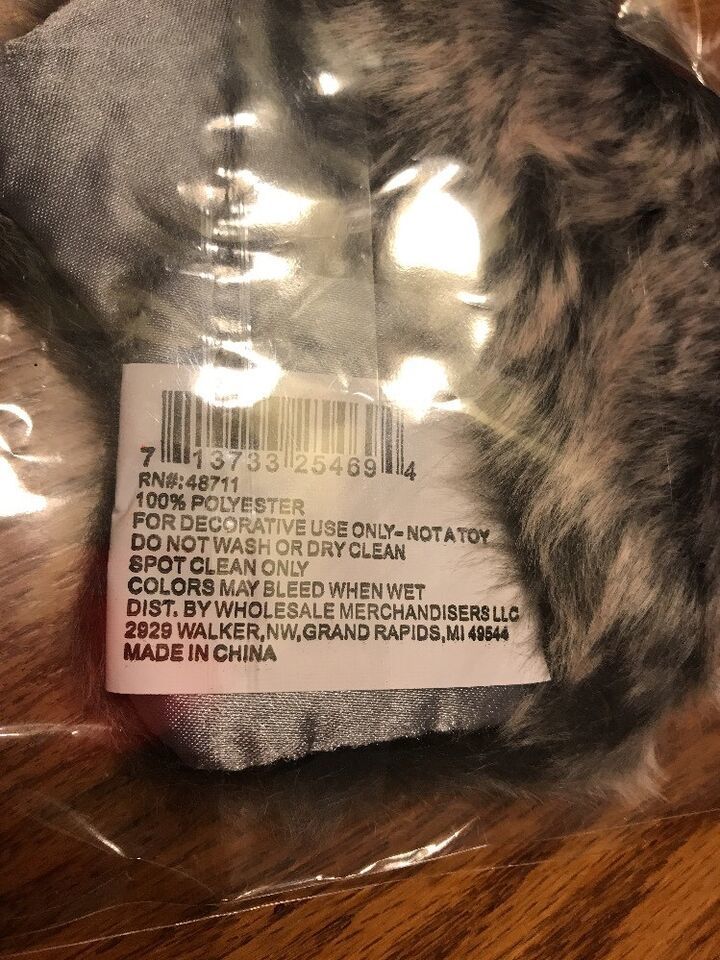 7 13733 25469 4
RN#:48711
100% POLYESTER
FOR DECORATIVE USE ONLY-NOT A TOY
DO NOT WASH OR DRY CLEAN
SPOT CLEAN ONLY
COLORS MAY BLEED WHEN WET
DIST. BY WHOLESALE MERCHANDISERS LLC
2929 WALKER,NW,GRAND RAPIDS,MI 49544
MADE IN CHINA